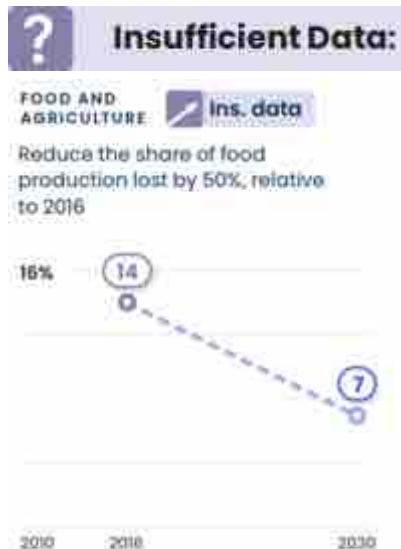 ?
Insufficient Data:
FOOD AND
AGRICULTURE
Ins. data
Reduce the share of food
production lost by 50%, relative
to 2016
16%
14
7
2010 2016 2030